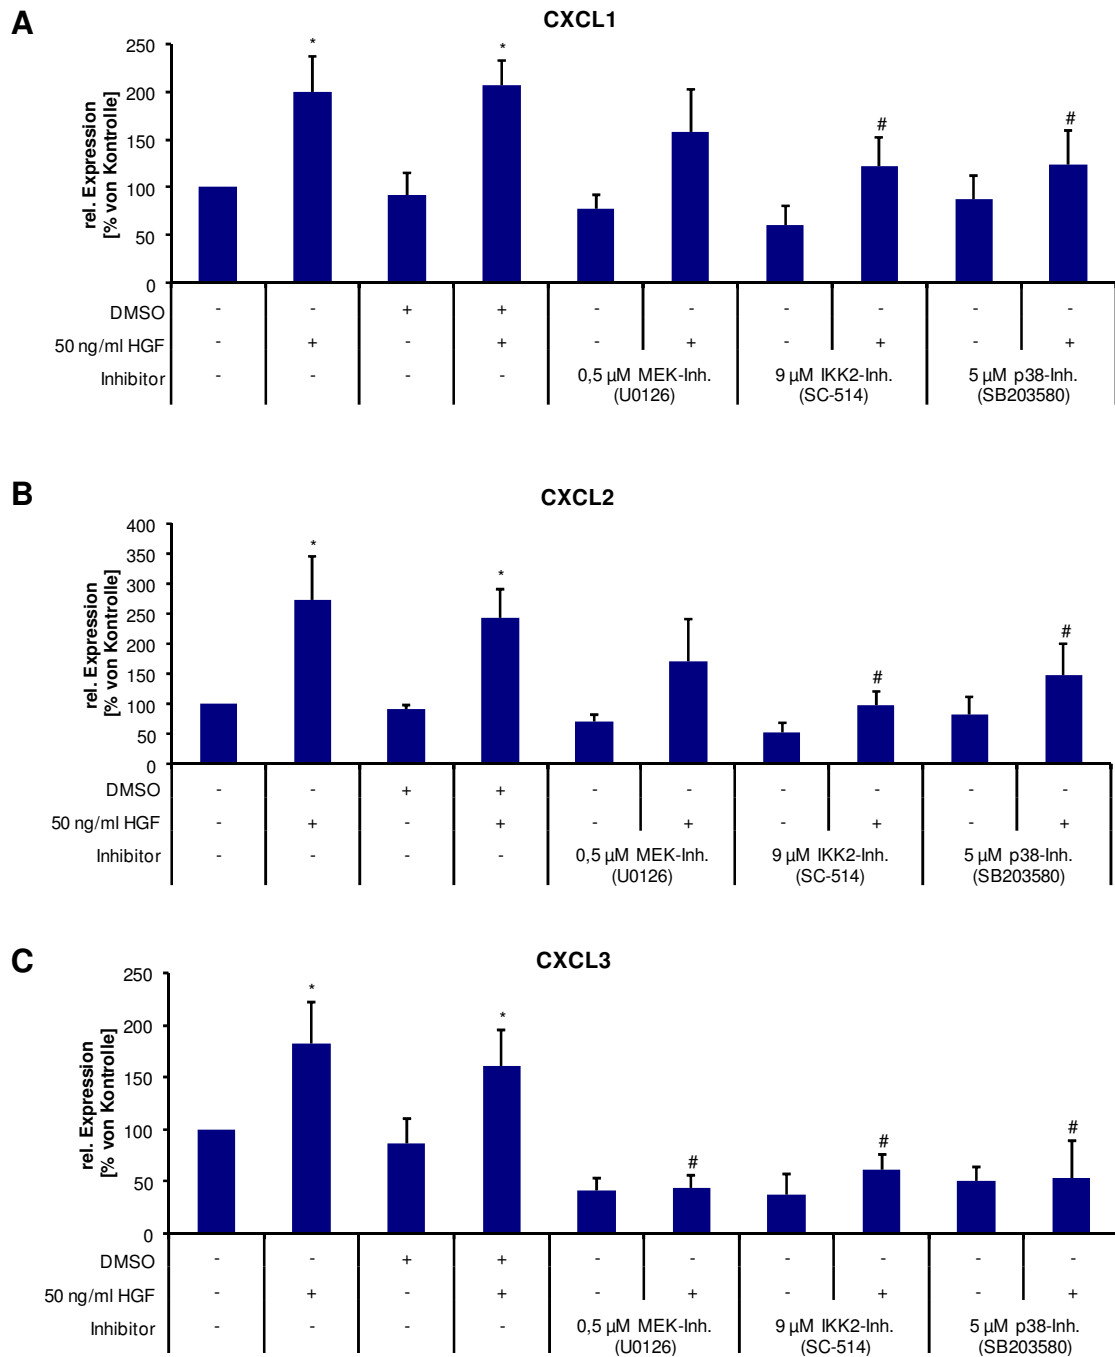 A
CXCL1
rel. Expression
[% von Kontrolle]
250
200
150
100
50
0
* * # #
DMSO - - + + - - - - - -
50 ng/ml HGF - + - + - + - + - +
Inhibitor - - - - 0,5 µM MEK-Inh. 9 µM IKK2-Inh. 5 µM p38-Inh.
(U0126) (SC-514) (SB203580)
B
CXCL2
rel. Expression
[% von Kontrolle]
400
350
300
250
200
150
100
50
0
* * # #
DMSO - - + + - - - - - -
50 ng/ml HGF - + - + - + - + - +
Inhibitor - - - - 0,5 µM MEK-Inh. 9 µM IKK2-Inh. 5 µM p38-Inh.
(U0126) (SC-514) (SB203580)
C
CXCL3
rel. Expression
[% von Kontrolle]
250
200
150
100
50
0
* * # # #
DMSO - - + + - - - - - -
50 ng/ml HGF - + - + - + - + - +
Inhibitor - - - - 0,5 µM MEK-Inh. 9 µM IKK2-Inh. 5 µM p38-Inh.
(U0126) (SC-514) (SB203580)